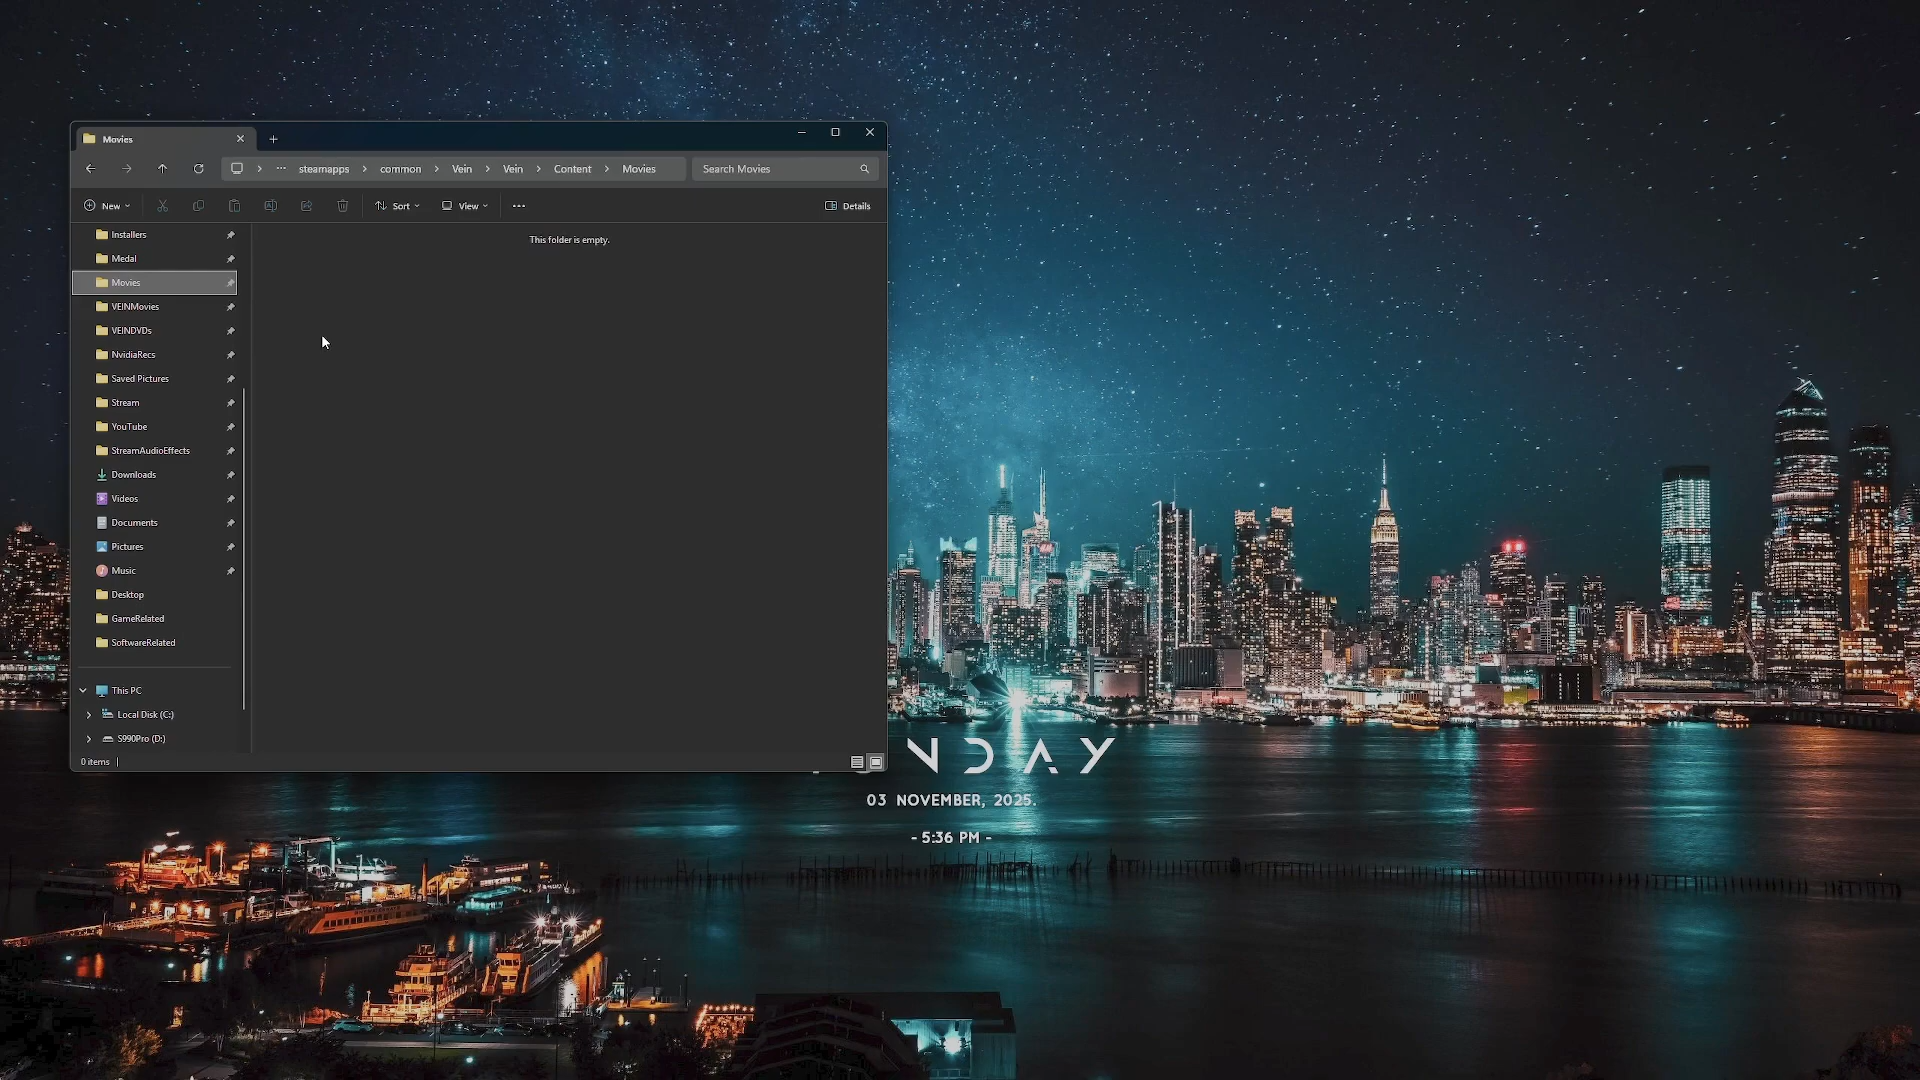 Movies
steamapps
common
Vein
Vein
Content
Movies
Search Movies
New
Sort
View
Details
Installers
Medal
Movies
VEINMovies
VEINDVDs
NvidiaRecs
Saved Pictures
Stream
YouTube
StreamAudioEffects
Downloads
Videos
Documents
Pictures
Music
Desktop
GameRelated
SoftwareRelated
This PC
Local Disk (C:)
S990Pro (D:)
This folder is empty.
0 items
NDAY
03 NOVEMBER, 2025.
- 5:36 PM -